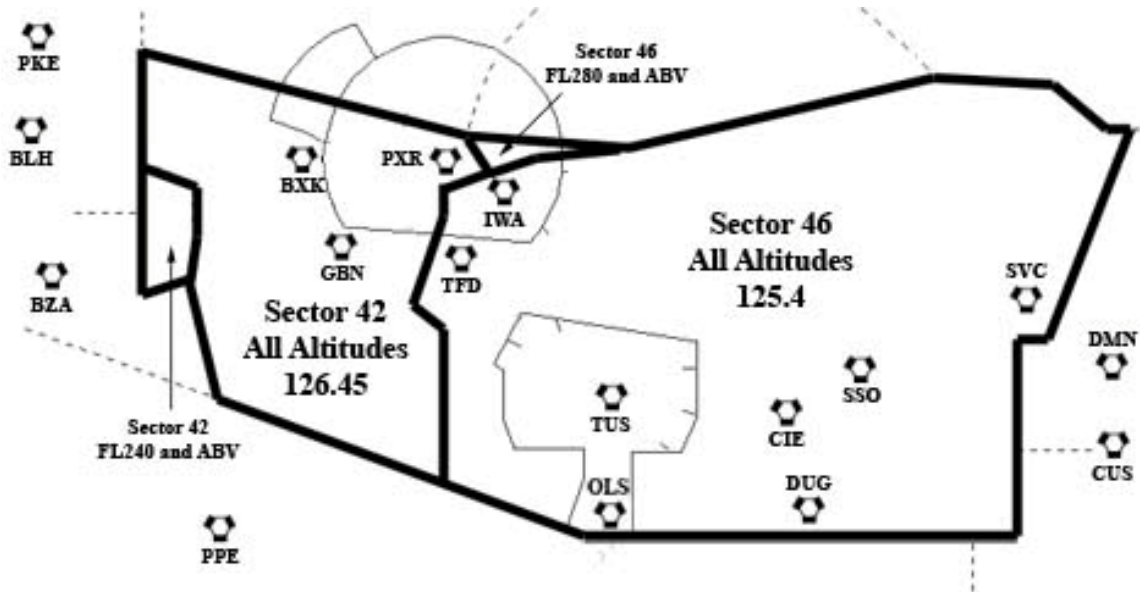 PKE
Sector 46
FL280 and ABV
BLH
PXR
BXK
IWA
Sector 46
All Altitudes
125.4
GBN
TFD
SVC
BZA
Sector 42
All Altitudes
126.45
DMN
SSO
TUS
CIE
Sector 42
FL240 and ABV
CUS
OLS
DUG
PPE